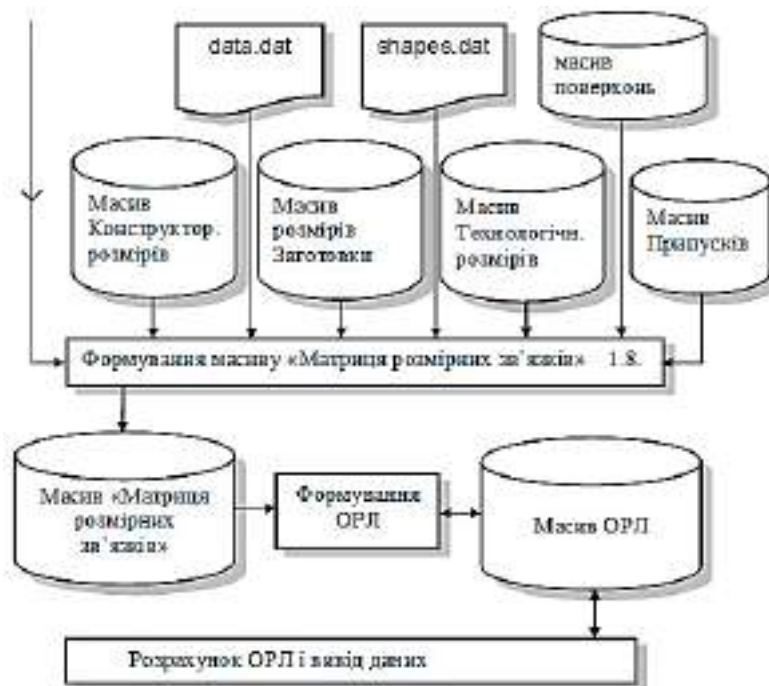 data.dat
shapes.dat
масив
поверхонь
Масив
Конструктор.
розмірів
Масив
розмірів
Заготовки
Масив
Технологічн.
розмірів
Масив
Припусків
Формування масиву «Матриця розмірних зв’язків» 1.8.
Масив «Матриця
розмірних
зв’язків»
Формування
ОРЛ
Масив ОРЛ
Розрахунок ОРЛ і вивід даних